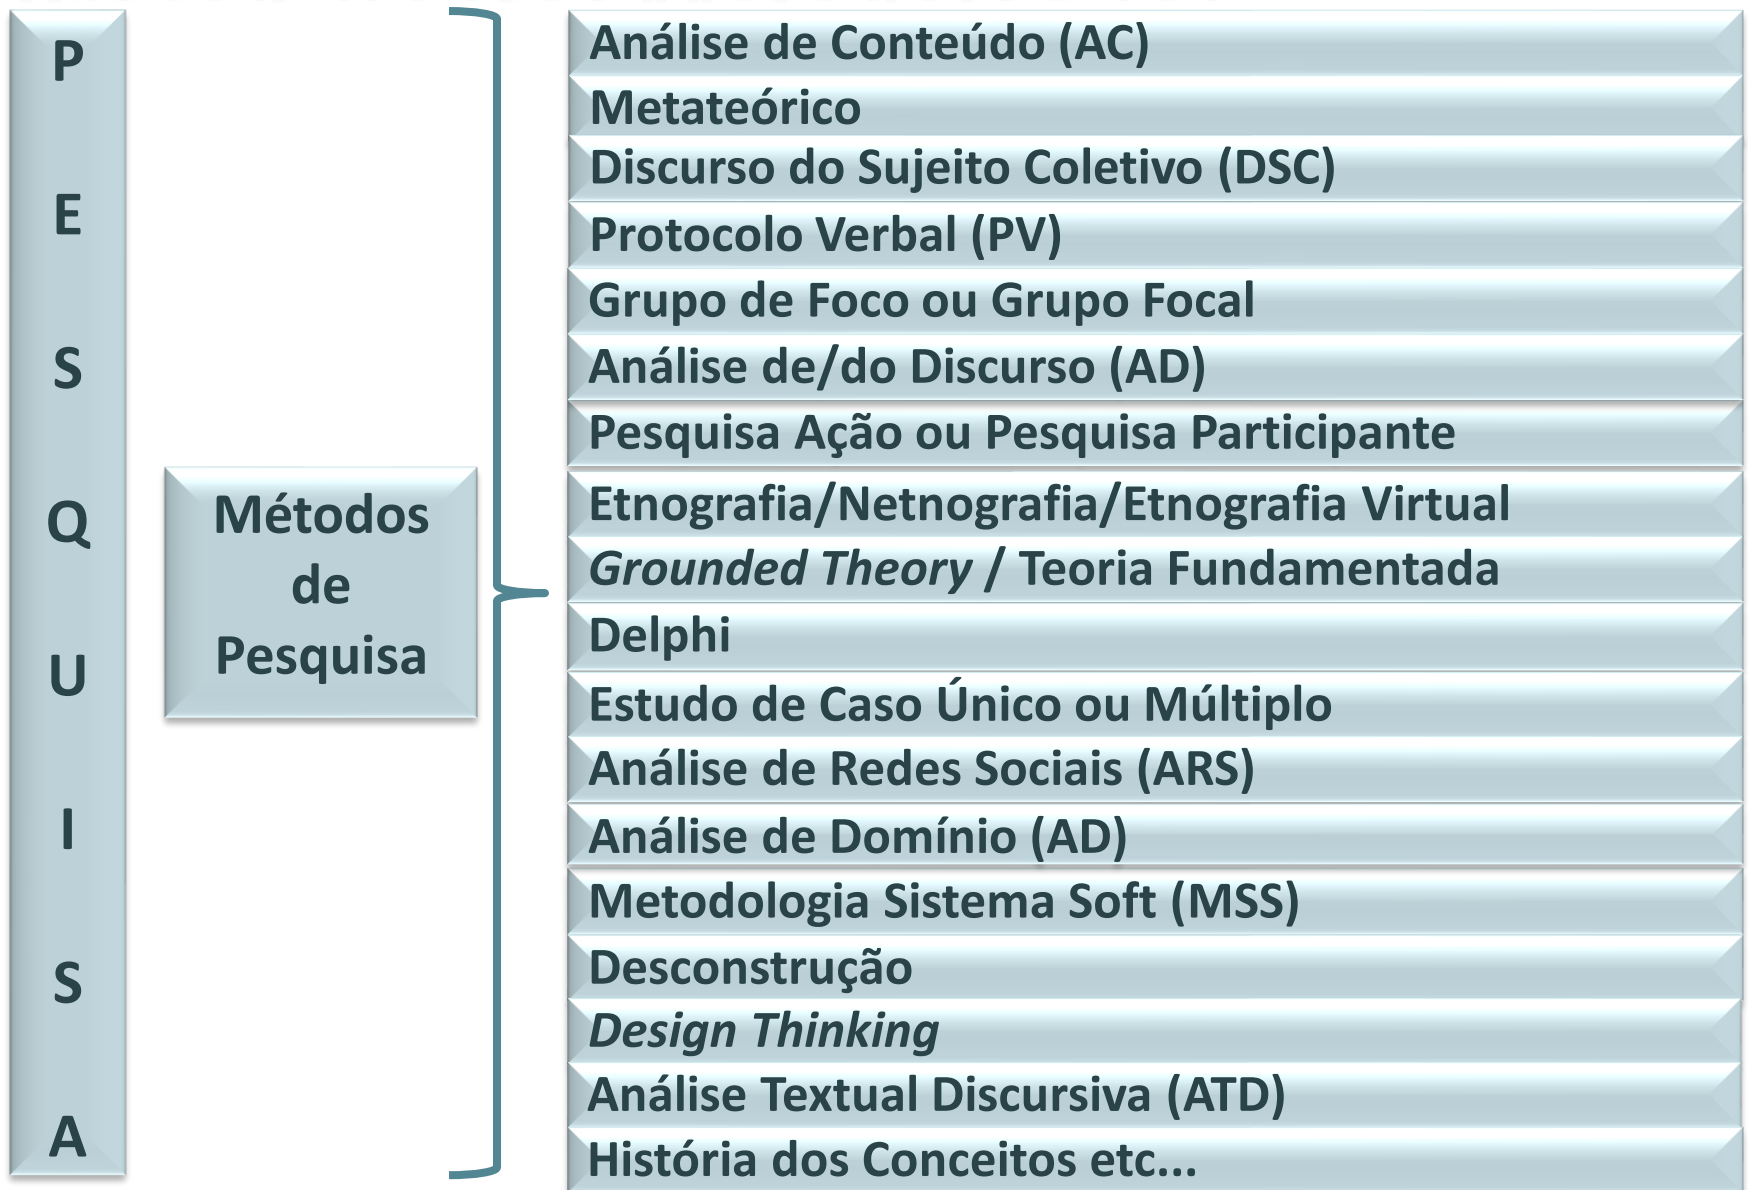 P
E
S
Q
U
I
S
A
Métodos
de
Pesquisa
Análise de Conteúdo (AC)
Metateórico
Discurso do Sujeito Coletivo (DSC)
Protocolo Verbal (PV)
Grupo de Foco ou Grupo Focal
Análise de/do Discurso (AD)
Pesquisa Ação ou Pesquisa Participante
Etnografia/Netnografia/Etnografia Virtual
Grounded Theory / Teoria Fundamentada
Delphi
Estudo de Caso Único ou Múltiplo
Análise de Redes Sociais (ARS)
Análise de Domínio (AD)
Metodologia Sistema Soft (MSS)
Desconstrução
Design Thinking
Análise Textual Discursiva (ATD)
História dos Conceitos etc...